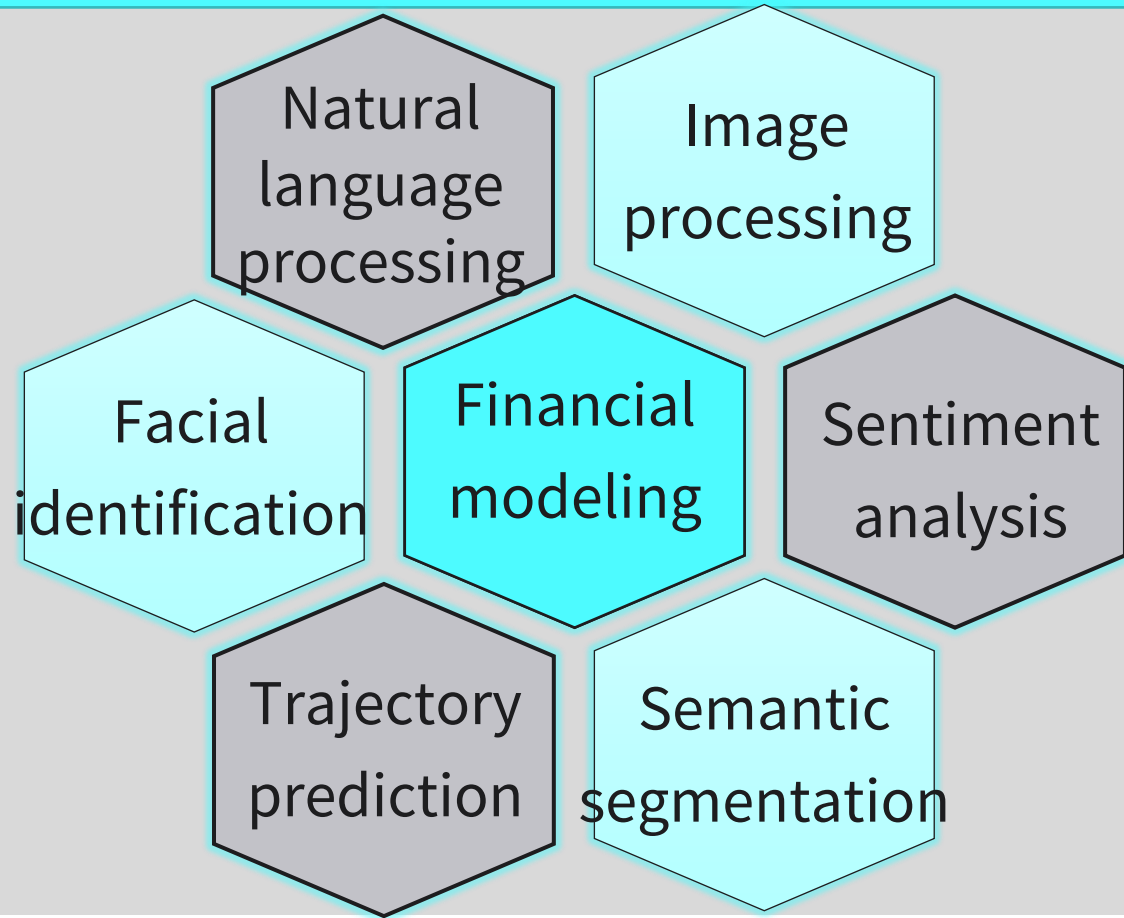 Natural
language
processing
Image
processing
Facial
identification
Financial
modeling
Sentiment
analysis
Trajectory
prediction
Semantic
segmentation